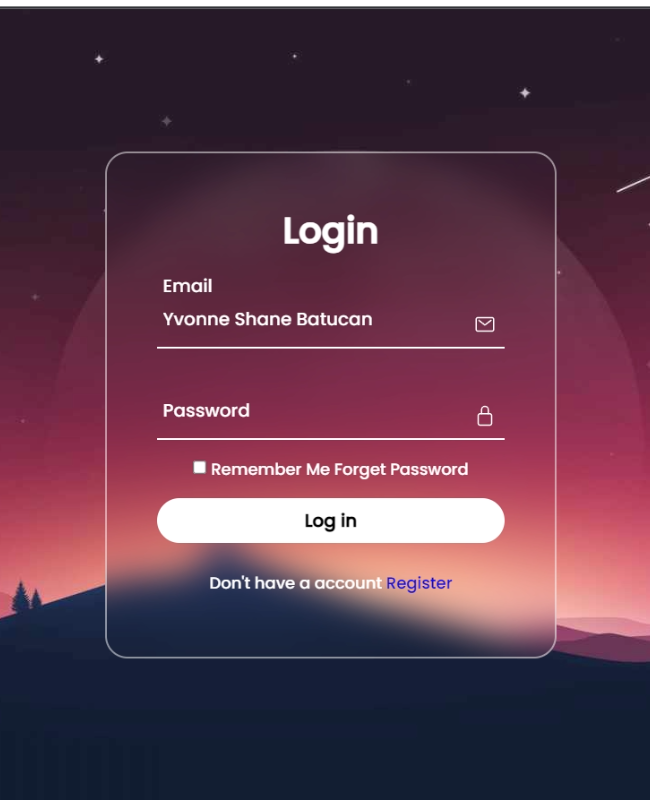 Login
Email
Yvonne Shane Batucan
Password
Remember Me Forget Password
Log in
Don't have a account Register